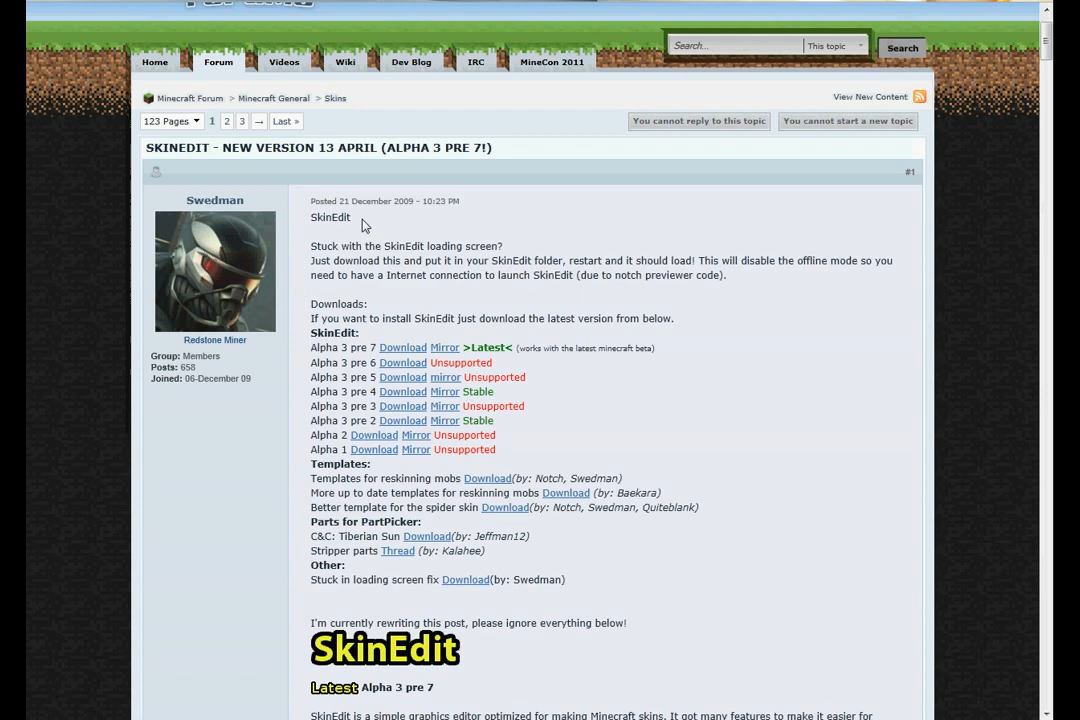 Search...
This topic
Search
Home
Forum
Videos
Wiki
Dev Blog
IRC
MineCon 2011
Minecraft Forum > Minecraft General > Skins
View New Content
123 Pages
1
2
3
→
Last »
You cannot reply to this topic
You cannot start a new topic
SKINEDIT - NEW VERSION 13 APRIL (ALPHA 3 PRE 7!)
#1
Swedman
Redstone Miner
Group: Members
Posts: 658
Joined: 06-December 09
Posted 21 December 2009 - 10:23 PM
SkinEdit
Stuck with the SkinEdit loading screen?
Just download this and put it in your SkinEdit folder, restart and it should load! This will disable the offline mode so you
need to have a Internet connection to launch SkinEdit (due to notch previewer code).
Downloads:
If you want to install SkinEdit just download the latest version from below.
SkinEdit:
Alpha 3 pre 7 Download Mirror >Latest< (works with the latest minecraft beta)
Alpha 3 pre 6 Download Unsupported
Alpha 3 pre 5 Download mirror Unsupported
Alpha 3 pre 4 Download Mirror Stable
Alpha 3 pre 3 Download Mirror Unsupported
Alpha 3 pre 2 Download Mirror Stable
Alpha 2 Download Mirror Unsupported
Alpha 1 Download Mirror Unsupported
Templates:
Templates for reskinning mobs Download(by: Notch, Swedman)
More up to date templates for reskinning mobs Download (by: Baekara)
Better template for the spider skin Download(by: Notch, Swedman, Quiteblank)
Parts for PartPicker:
C&C: Tiberian Sun Download(by: Jeffman12)
Stripper parts Thread (by: Kalahee)
Other:
Stuck in loading screen fix Download(by: Swedman)
I'm currently rewriting this post, please ignore everything below!
SkinEdit
Latest Alpha 3 pre 7
SkinEdit is a simple graphics editor optimized for making Minecraft skins. It got many features to make it easier for